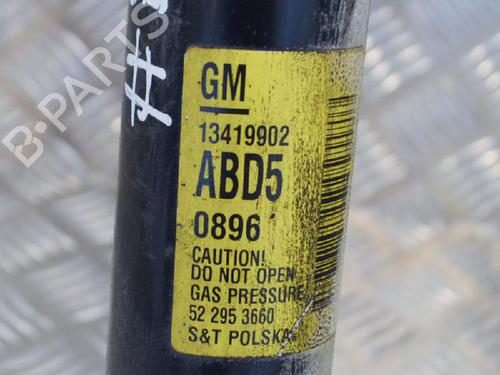 B-PARTS
GM
13419902
ABD5
0896
CAUTION!
DO NOT OPEN
GAS PRESSURE
52 295 3660
S&T POLSKA